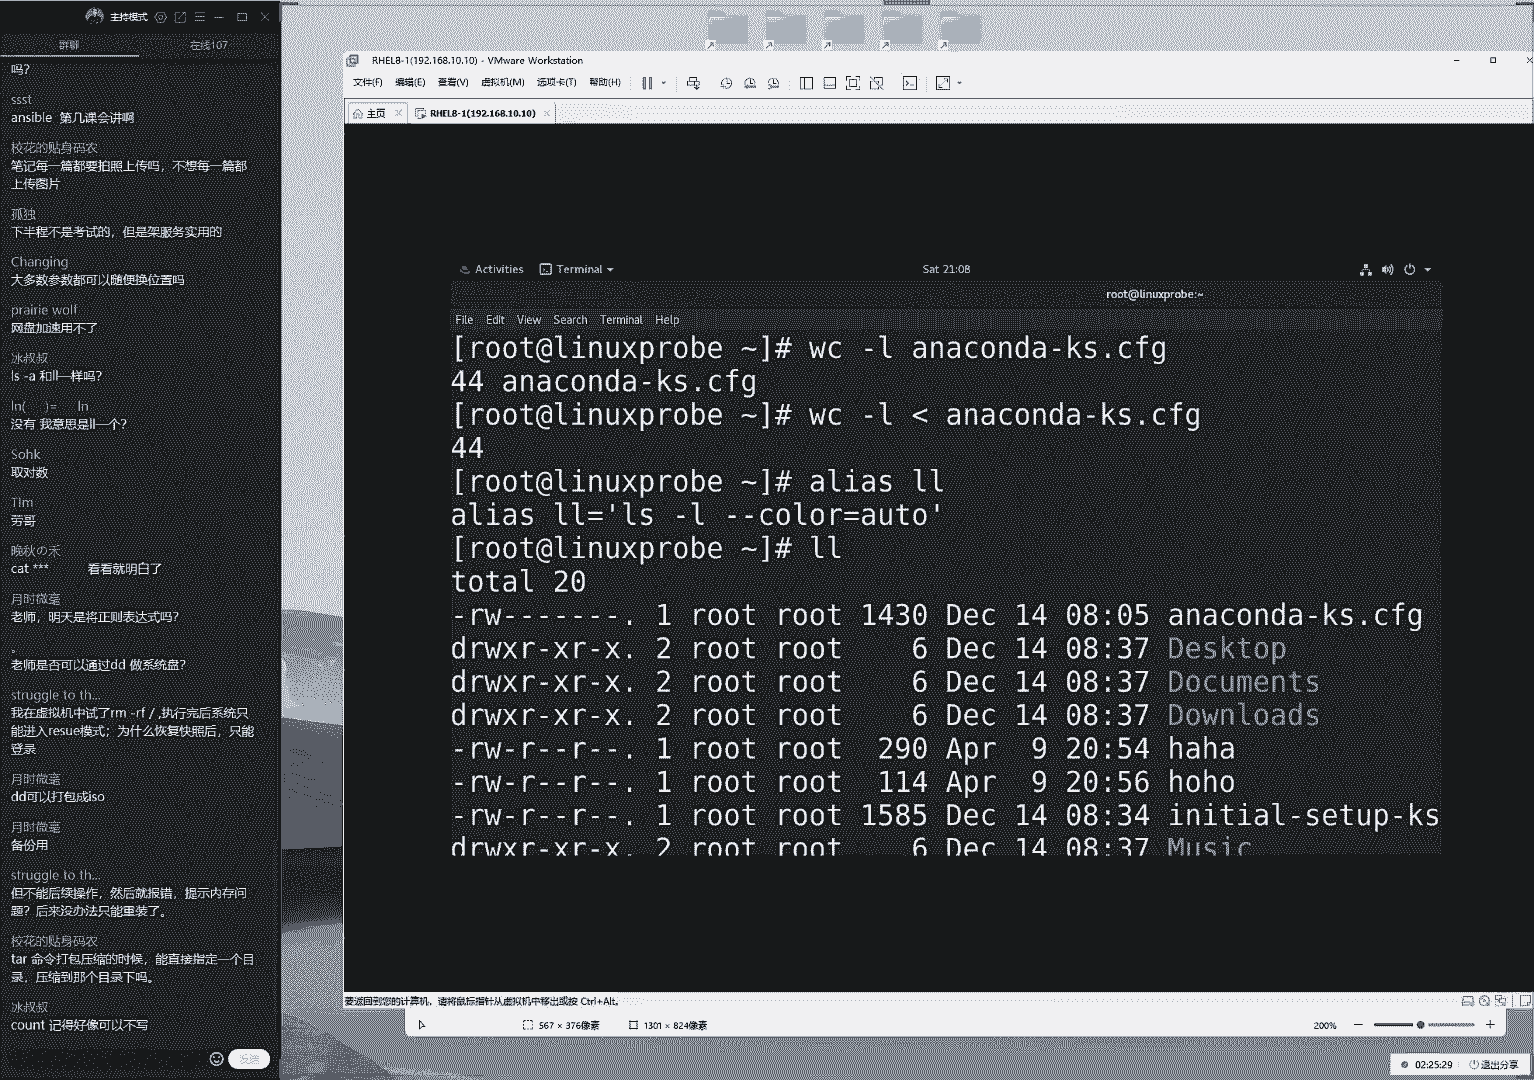 主持模式
群聊
在线107
吗?
ssst
ansible 第几课会讲啊
校花的贴身码农
笔记每一篇都要拍照上传吗，不想每一篇都
上传图片
孤独
下半程不是考试的，但是架服务实用的
Changing
大多数参数都可以随便换位置吗
prairie wolf
网盘加速用不了
冰叔叔
ls -a 和ll一样吗?
ln( )= ln
没有 我意思是ll一个?
Sohk
取对数
Tlm
劳哥
晚秋の禾
cat *** 看看就明白了
月时微毫
老师，明天是将正则表达式吗?
。
老师是否可以通过dd 做系统盘?
struggle to th...
我在虚拟机中试了rm -rf / ,执行完后系统只
能进入resue模式；为什么恢复快照后，只能
登录
月时微毫
dd可以打包成iso
月时微毫
备份用
struggle to th...
但不能后续操作，然后就报错，提示内存问
题？后来没办法只能重装了。
校花的贴身码农
tar 命令打包压缩的时候，能直接指定一个目
录，压缩到那个目录下吗。
冰叔叔
count 记得好像可以不写
发送
RHEL8-1(192.168.10.10) - VMware Workstation
文件(F) 编辑(E) 查看(V) 虚拟机(M) 选项卡(T) 帮助(H)
主页 RHEL8-1(192.168.10.10)
Activities Terminal Sat 21:08
root@linuxprobe:~
File Edit View Search Terminal Help
[root@linuxprobe ~]# wc -l anaconda-ks.cfg
44 anaconda-ks.cfg
[root@linuxprobe ~]# wc -l < anaconda-ks.cfg
44
[root@linuxprobe ~]# alias ll
alias ll='ls -l --color=auto'
[root@linuxprobe ~]# ll
total 20
-rw-------. 1 root root 1430 Dec 14 08:05 anaconda-ks.cfg
drwxr-xr-x. 2 root root 6 Dec 14 08:37 Desktop
drwxr-xr-x. 2 root root 6 Dec 14 08:37 Documents
drwxr-xr-x. 2 root root 6 Dec 14 08:37 Downloads
-rw-r--r--. 1 root root 290 Apr 9 20:54 haha
-rw-r--r--. 1 root root 114 Apr 9 20:56 hoho
-rw-r--r--. 1 root root 1585 Dec 14 08:34 initial-setup-ks
drwxr-xr-x. 2 root root 6 Dec 14 08:37 Music
要返回到您的计算机，请将鼠标指针从虚拟机中移出或按 Ctrl+Alt。
567 × 376像素 1301 × 824像素 200%
02:25:29 退出分享